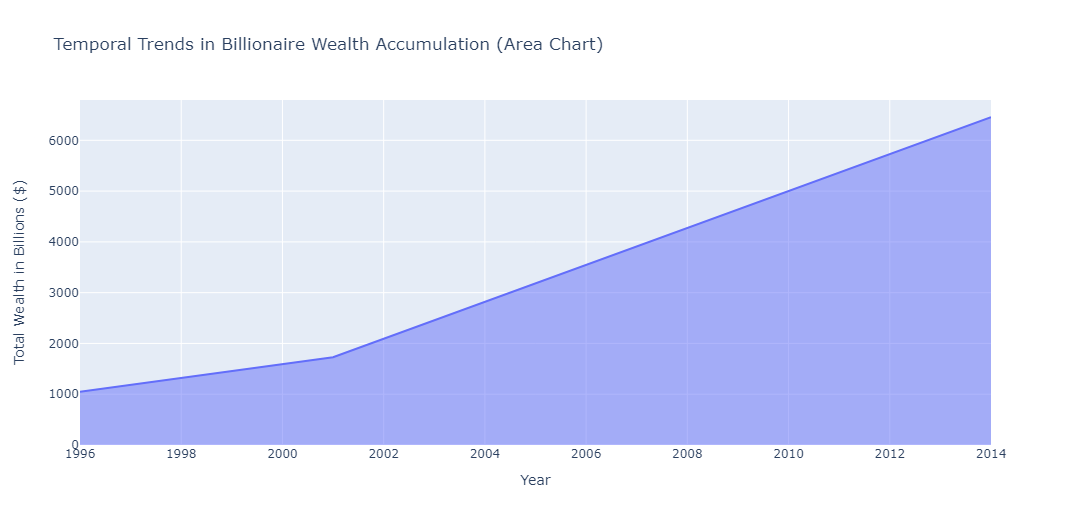 Temporal Trends in Billionaire Wealth Accumulation (Area Chart)
Total Wealth in Billions ($)
6000
5000
4000
3000
2000
1000
0
1996 1998 2000 2002 2004 2006 2008 2010 2012 2014
Year